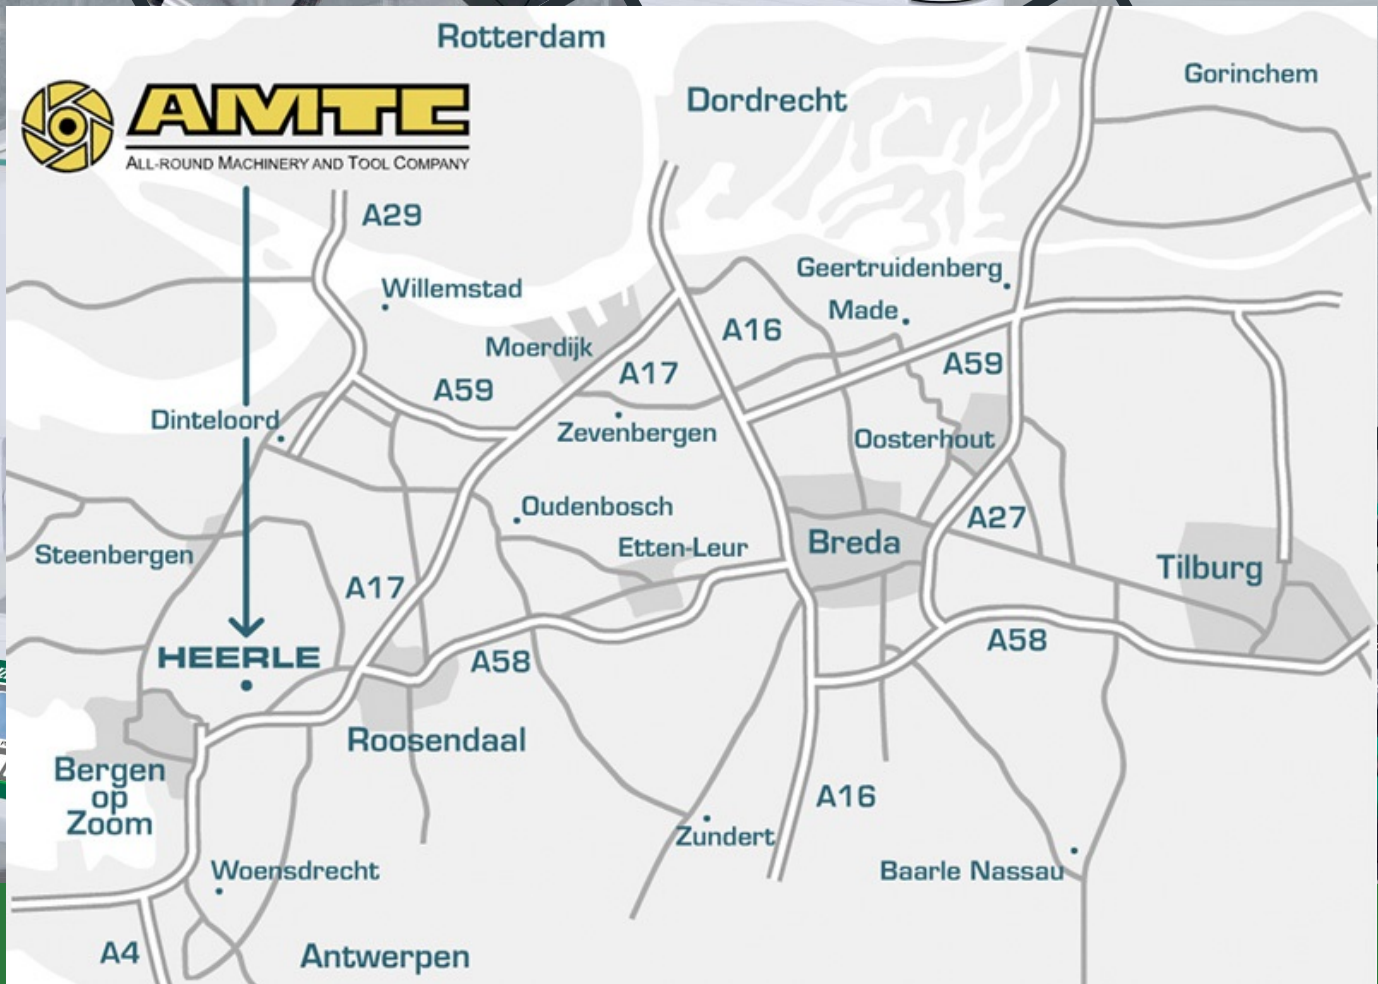 Rotterdam
AMTC
ALL-ROUND MACHINERY AND TOOL COMPANY
Dordrecht
Gorinchem
A29
Willemstad
Geertruidenberg
Made
Moerdijk
A16
A17
A59
A59
Dinteloord
Zevenbergen
Oosterhout
Oudenbosch
A27
Steenbergen
Etten-Leur
Breda
Tilburg
A17
HEERLE
A58
A58
Roosendaal
Bergen
op
Zoom
A16
Zundert
Woensdrecht
Baarle Nassau
A4
Antwerpen